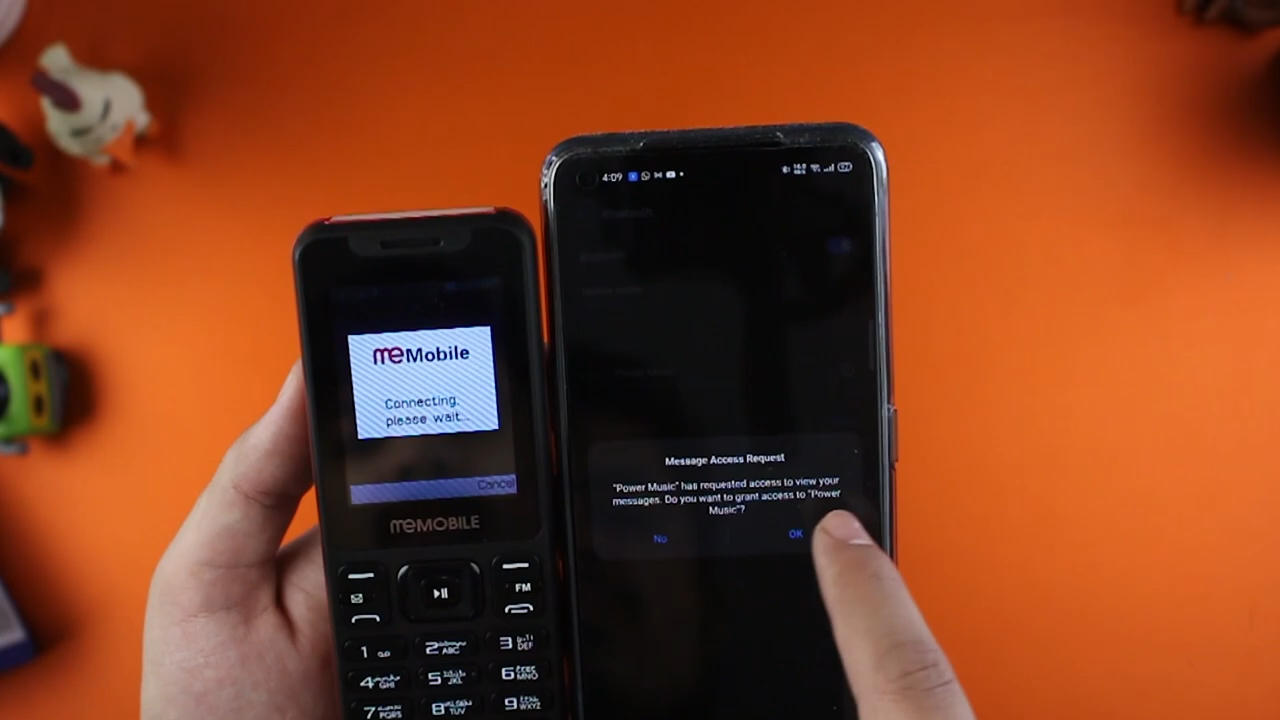 meMobile
Connecting.
please wait...
Cancel
meMOBILE
FM
1
2 ABC
3 DEF
4 GHI
5 JKL
6 MNO
7 PQRS
8 TUV
9 WXYZ
4:09
Message Access Request
"Power Music" has requested access to view your
messages. Do you want to grant access to "Power
Music"?
No
OK